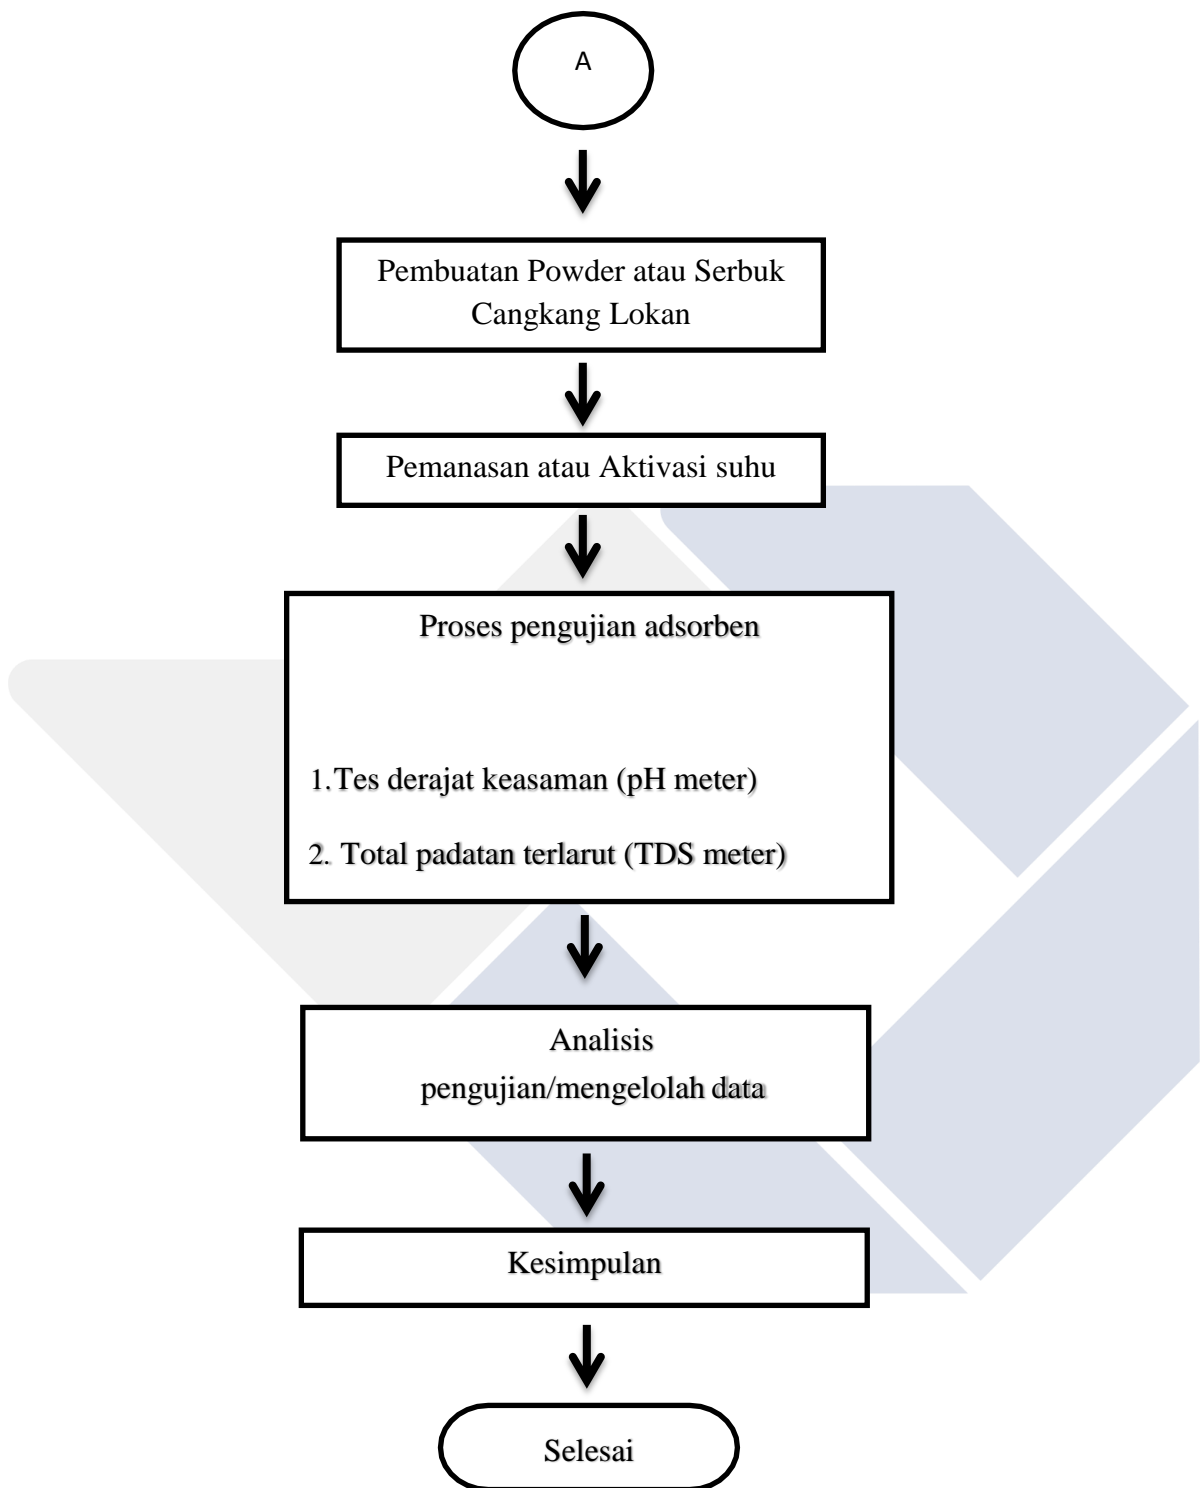 A
Pembuatan Powder atau Serbuk
Cangkang Lokan
Pemanasan atau Aktivasi suhu
Proses pengujian adsorben
1.Tes derajat keasaman (pH meter)
2. Total padatan terlarut (TDS meter)
Analisis
pengujian/mengelolah data
Kesimpulan
Selesai